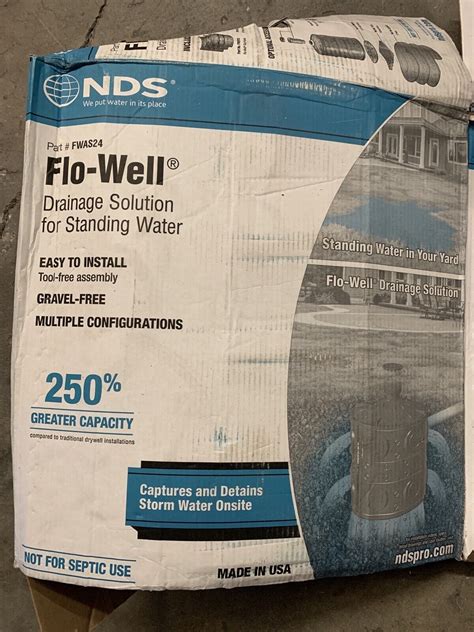 NDS®
We put water in its place
Part # FWAS24
Flo-Well®
Drainage Solution
for Standing Water
EASY TO INSTALL
Tool-free assembly
GRAVEL-FREE
MULTIPLE CONFIGURATIONS
250%
GREATER CAPACITY
compared to traditional drywell installations
Captures and Detains
Storm Water Onsite
NOT FOR SEPTIC USE
MADE IN USA
Standing Water in Your Yard
Flo-Well Drainage Solution
ndspro.com